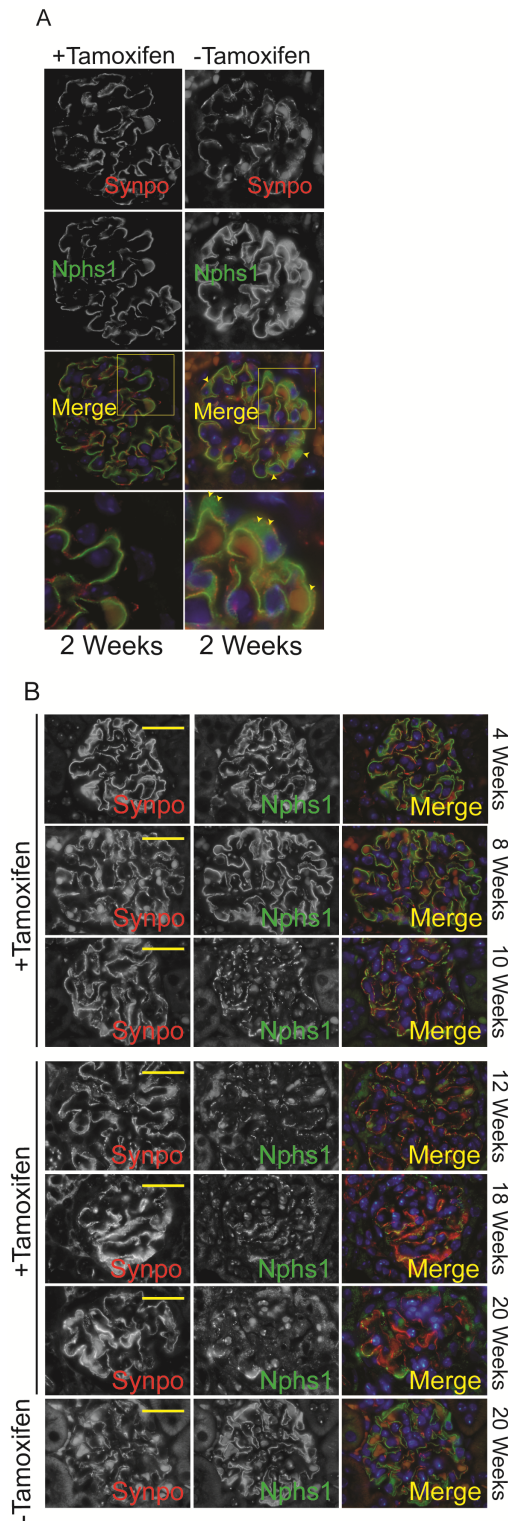 A
+Tamoxifen -Tamoxifen
Synpo Synpo
Nphs1 Nphs1
Merge Merge
2 Weeks 2 Weeks
B
+Tamoxifen
Synpo Nphs1 Merge 4 Weeks
Synpo Nphs1 Merge 8 Weeks
Synpo Nphs1 Merge 10 Weeks
+Tamoxifen
Synpo Nphs1 Merge 12 Weeks
Synpo Nphs1 Merge 18 Weeks
Synpo Nphs1 Merge 20 Weeks
-Tamoxifen
Synpo Nphs1 Merge 20 Weeks